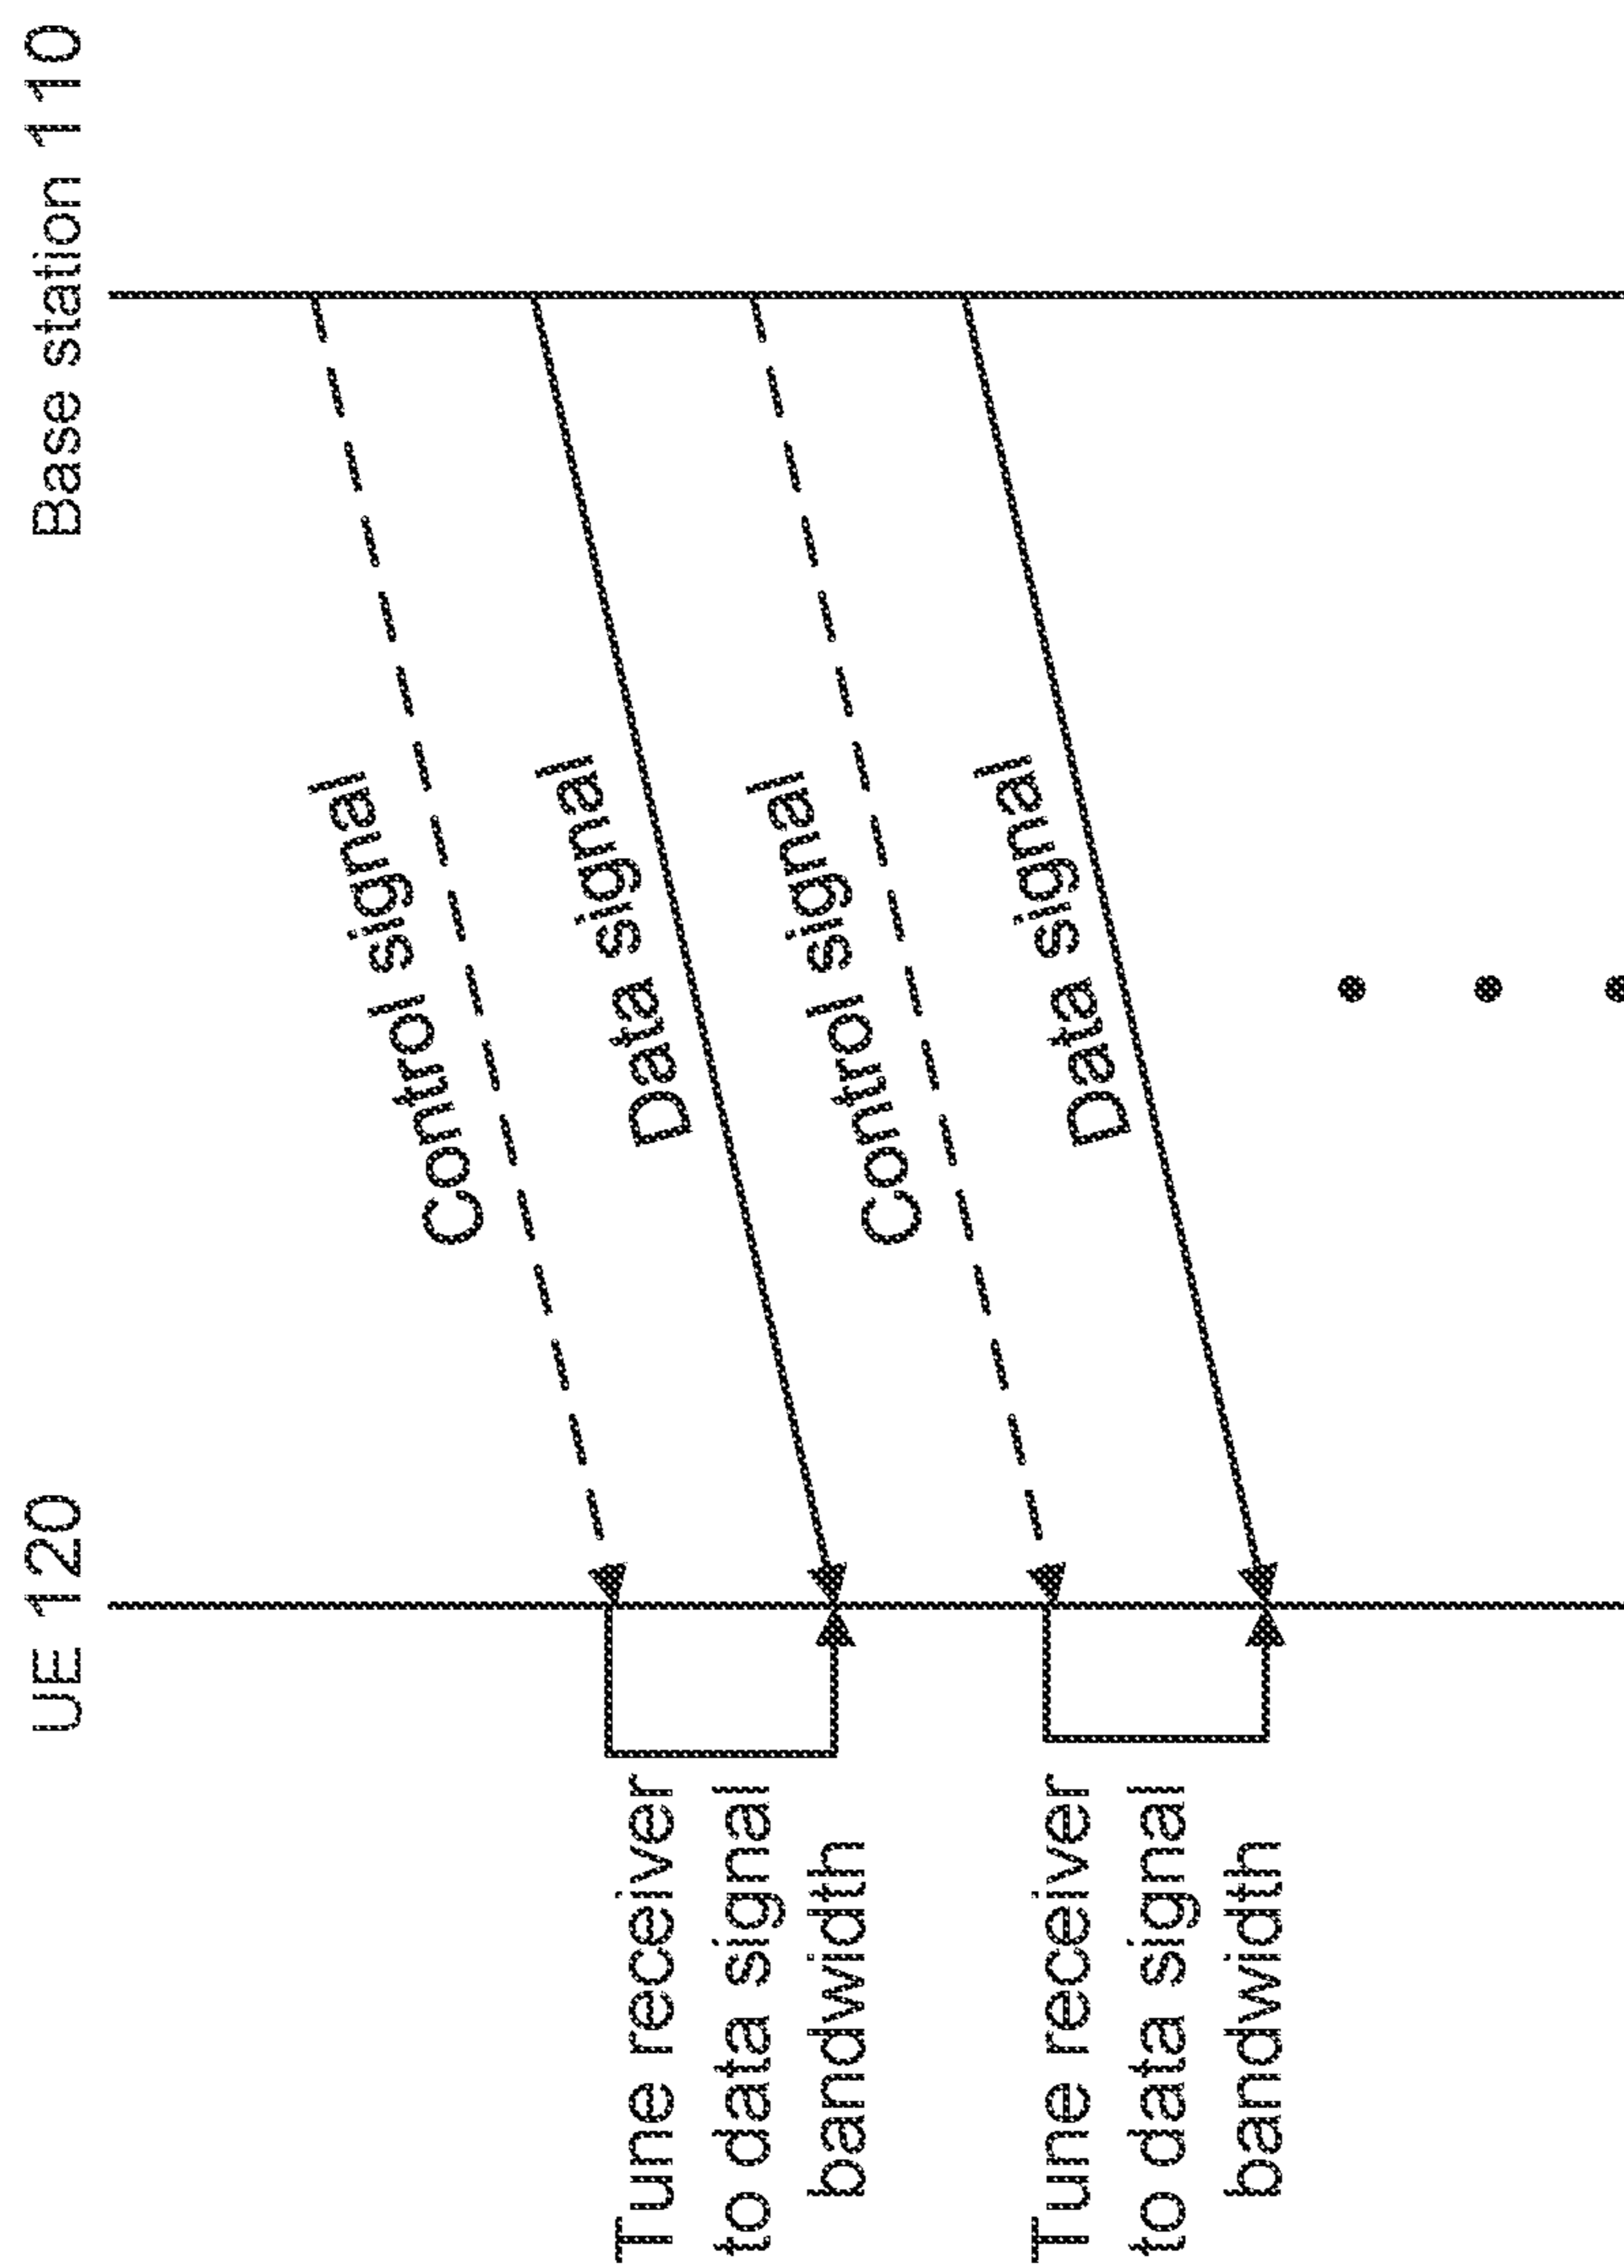 UE 120
Base station 110
Control signal
Tune receiver
to data signal
bandwidth
Data signal
Control signal
Tune receiver
to data signal
bandwidth
Data signal